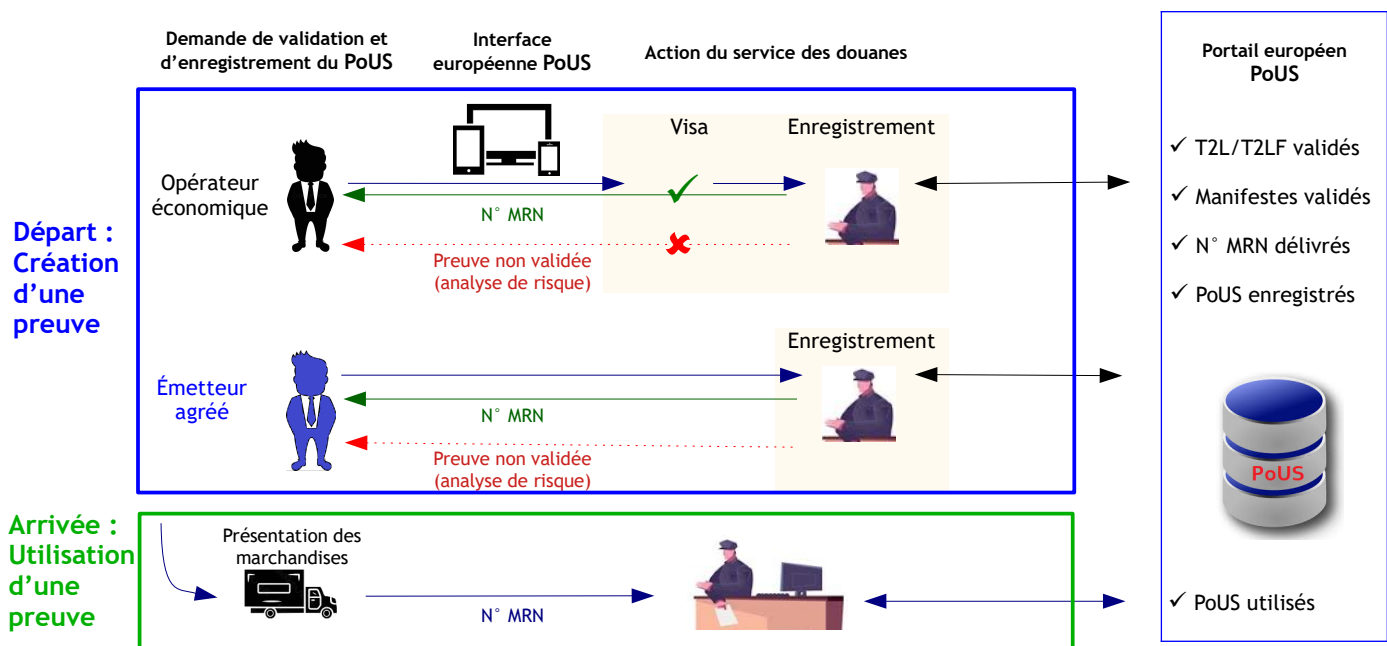 Demande de validation et
d’enregistrement du PoUS
Interface
européenne PoUS
Action du service des douanes
Portail européen
PoUS
Départ :
Création
d’une
preuve
Opérateur
économique
Visa
Enregistrement
N° MRN
Preuve non validée
(analyse de risque)
Émetteur
agréé
Enregistrement
N° MRN
Preuve non validée
(analyse de risque)
✓ T2L/T2LF validés
✓ Manifestes validés
✓ N° MRN délivrés
✓ PoUS enregistrés
PoUS
Arrivée :
Utilisation
d’une
preuve
Présentation des
marchandises
N° MRN
✓ PoUS utilisés